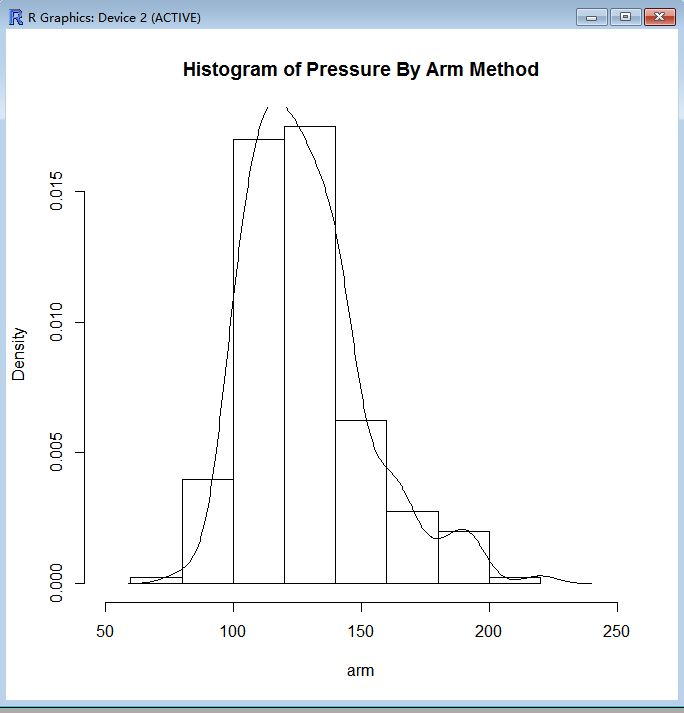 R Graphics: Device 2 (ACTIVE)
Histogram of Pressure By Arm Method
0.015
0.010
0.005
0.000
Density
50 100 150 200 250
arm